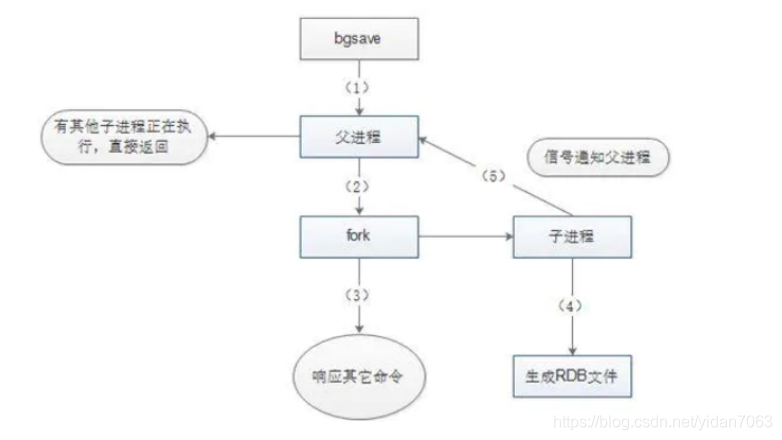 bgsave
(1)
有其他子进程正在执
行，直接返回
父进程
信号通知父进程
(5)
(2)
fork
子进程
(3)
(4)
响应其它命令
生成RDB文件
https://blog.csdn.net/yidan7063